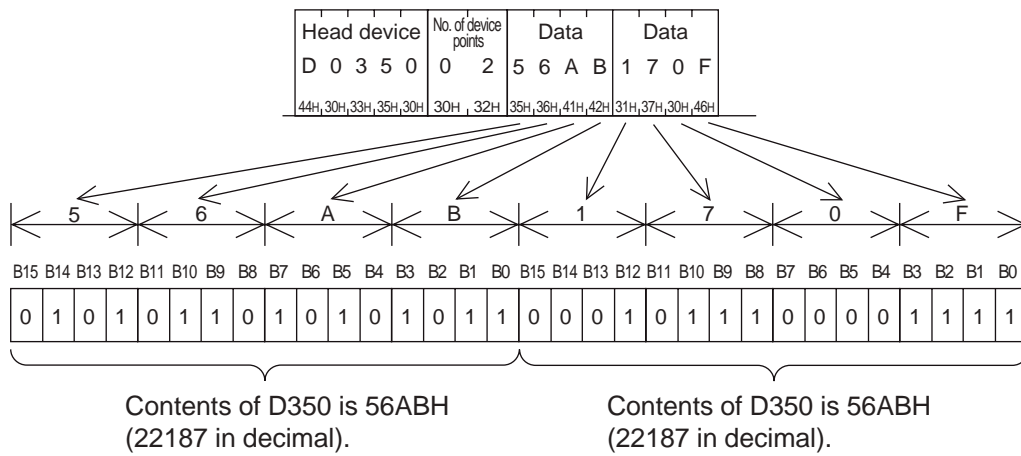 Head device No. of device points Data Data
D 0 3 5 0 0 2 5 6 A B 1 7 0 F
44H 30H 33H 35H 30H 30H 32H 35H 36H 41H 42H 31H 37H 30H 46H
5 6 A B 1 7 0 F
B15 B14 B13 B12 B11 B10 B9 B8 B7 B6 B5 B4 B3 B2 B1 B0 B15 B14 B13 B12 B11 B10 B9 B8 B7 B6 B5 B4 B3 B2 B1 B0
0 1 0 1 0 1 1 0 1 0 1 0 1 0 1 1 0 0 0 1 0 1 1 1 0 0 0 0 1 1 1 1
Contents of D350 is 56ABH
(22187 in decimal).
Contents of D350 is 56ABH
(22187 in decimal).